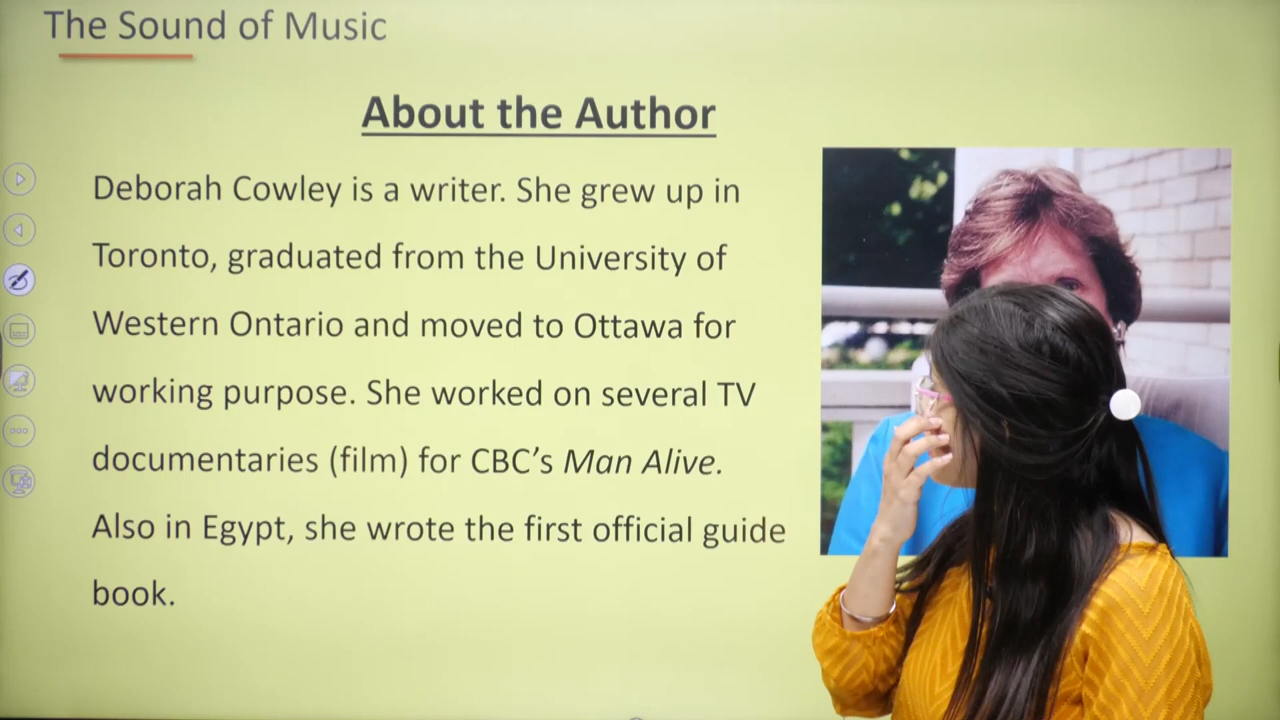 The Sound of Music
About the Author
Deborah Cowley is a writer. She grew up in
Toronto, graduated from the University of
Western Ontario and moved to Ottawa for
working purpose. She worked on several TV
documentaries (film) for CBC’s Man Alive.
Also in Egypt, she wrote the first official guide
book.